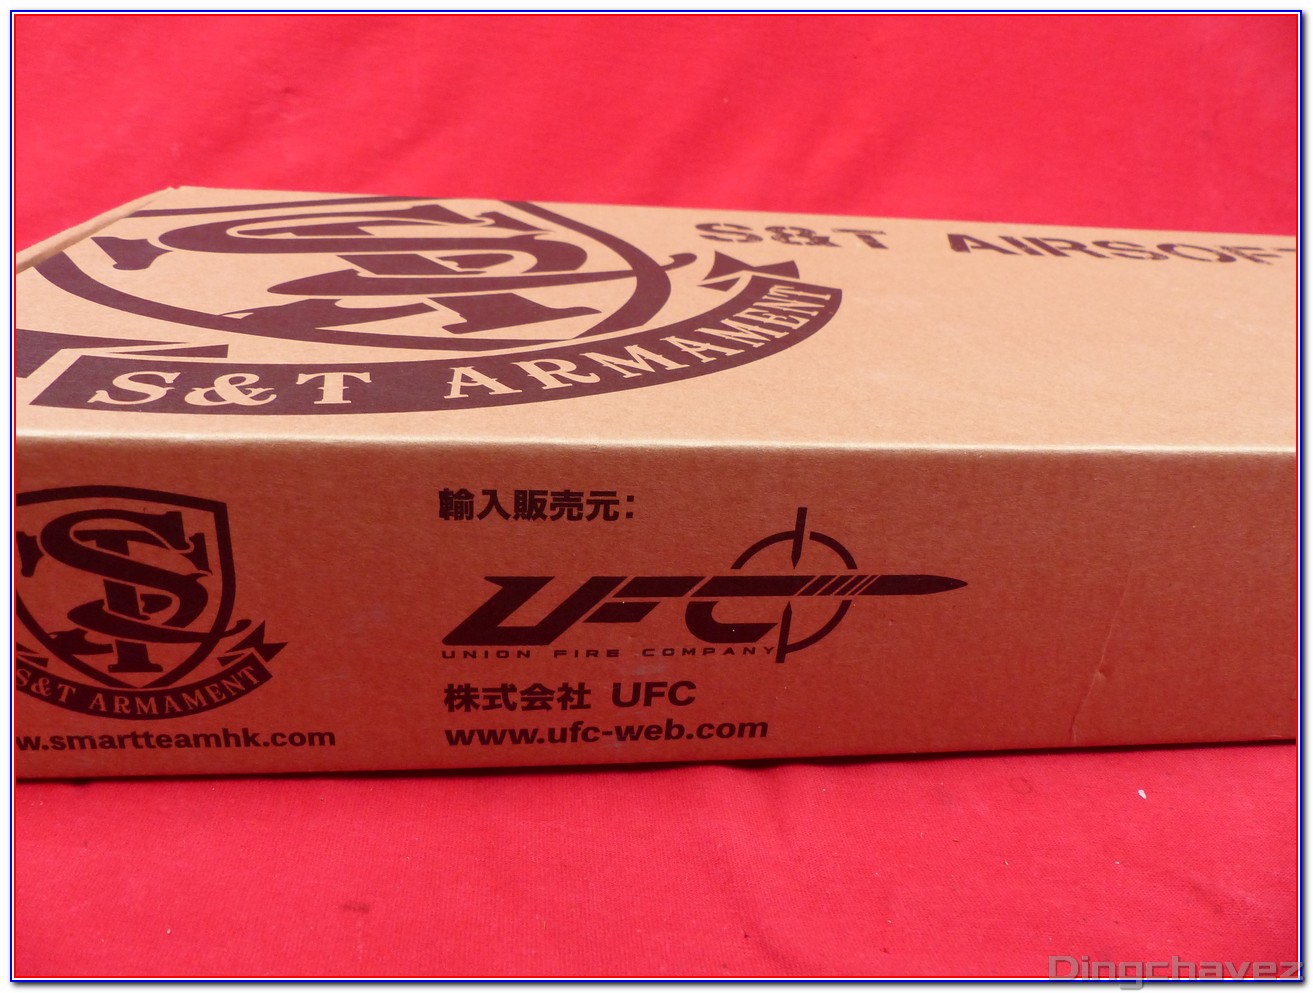 S&T AIRSOFT
S&T ARMAMENT
輸入販売元:
UFC
UNION FIRE COMPANY
株式会社 UFC
www.ufc-web.com
S&T ARMAMENT
w.smartteamhk.com
Dingchavez